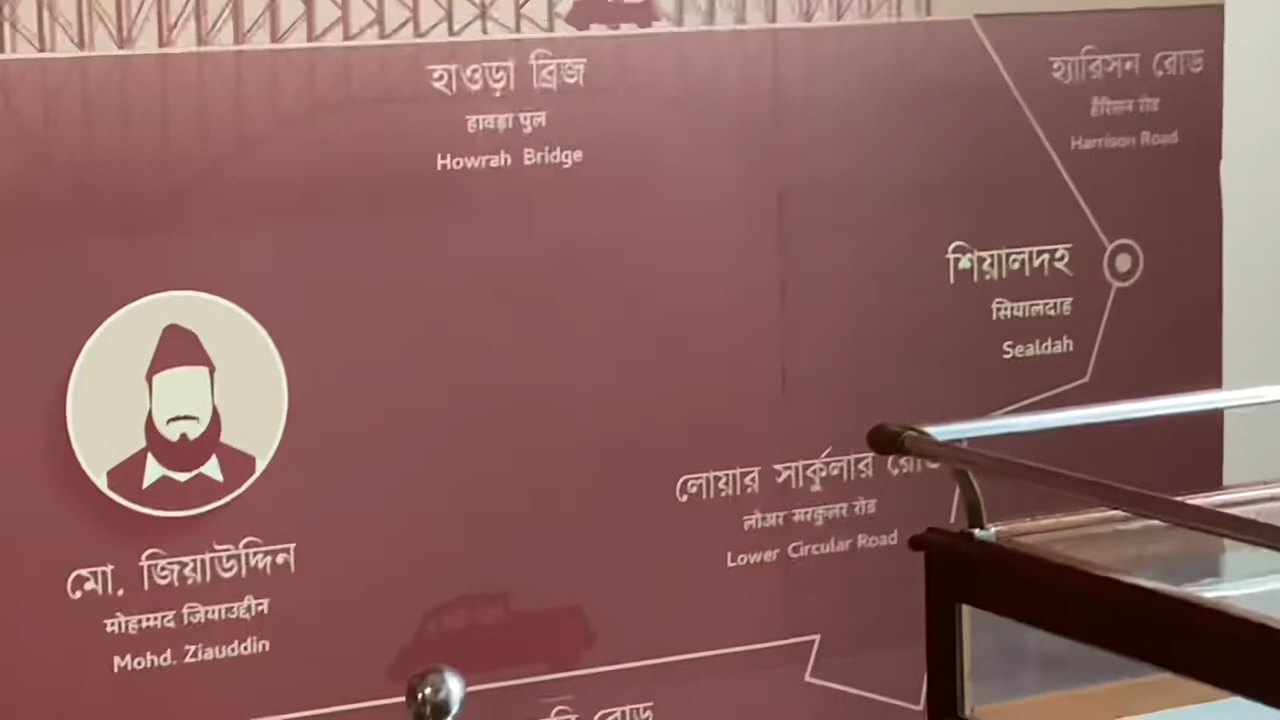 হাওড়া ব্রিজ
हावड़ा पुल
Howrah Bridge
হ্যারিসন রোড
हैरिसन रोड
Harrison Road
শিয়ালদহ
सियालदाह
Sealdah
লোয়ার সার্কুলার রোড
लोअर सरकुलर रोड
Lower Circular Road
মো. জিয়াউদ্দিন
मोहम्मद जियाउद्दीन
Mohd. Ziauddin
রোড